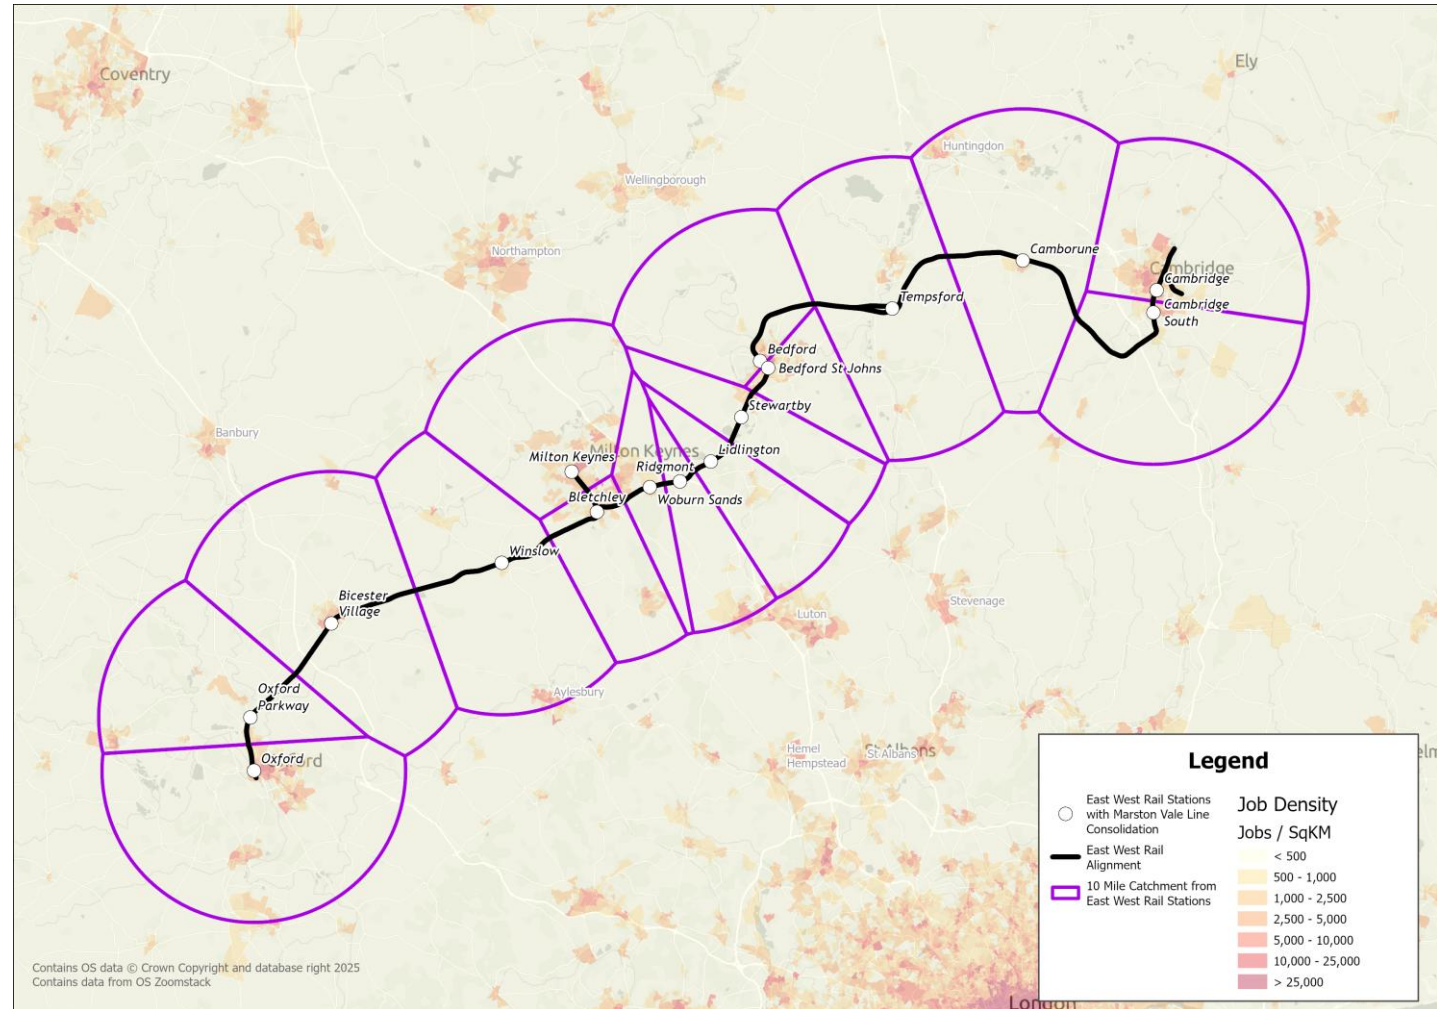 Coventry
Ely
Huntingdon
Wellingborough
Northampton
Camborune
Cambridge
Cambridge
Tempsford
Cambridge
South
Bedford
Bedford St Johns
Stewartby
Banbury
Milton Keynes
Milton Keynes
Lidlington
Ridgmont
Bletchley
Woburn Sands
Winslow
Bicester
Village
Luton
Stevenage
Oxford
Parkway
Aylesbury
Oxford
Hemel
Hempstead
St Albans
St Albans
London
Legend
East West Rail Stations
with Marston Vale Line
Consolidation
East West Rail
Alignment
10 Mile Catchment from
East West Rail Stations
Job Density
Jobs / SqKM
< 500
500 - 1,000
1,000 - 2,500
2,500 - 5,000
5,000 - 10,000
10,000 - 25,000
> 25,000
Contains OS data © Crown Copyright and database right 2025
Contains data from OS Zoomstack